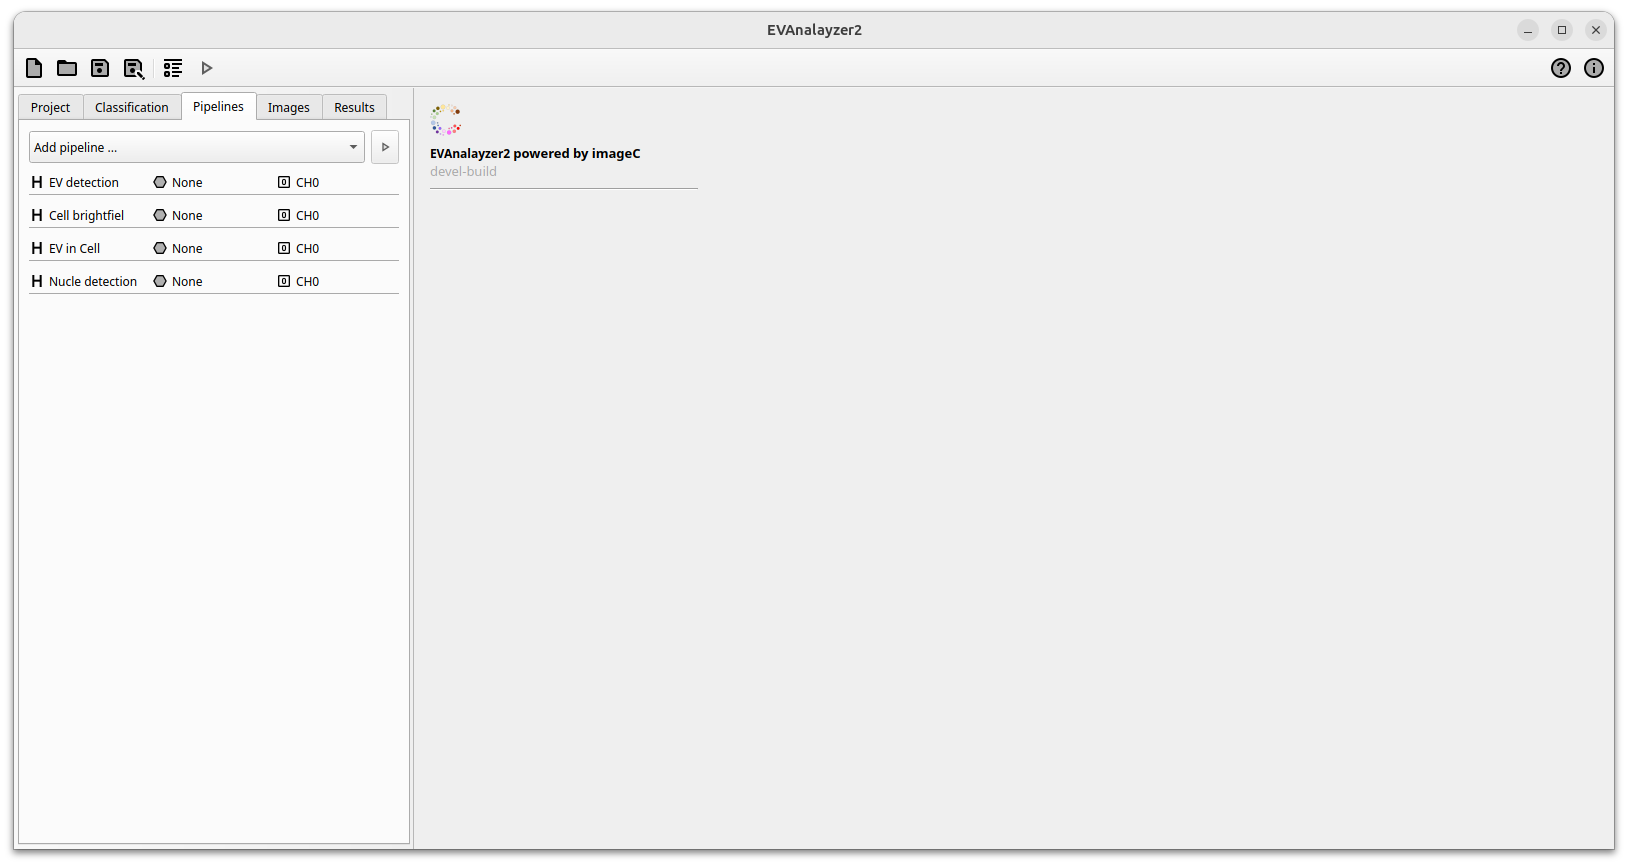 EVAnalayzer2
Project Classification Pipelines Images Results
Add pipeline ...
EV detection None 0 CH0
Cell brightfiel None 0 CH0
EV in Cell None 0 CH0
Nucle detection None 0 CH0
EVAnalayzer2 powered by imageC
devel-build